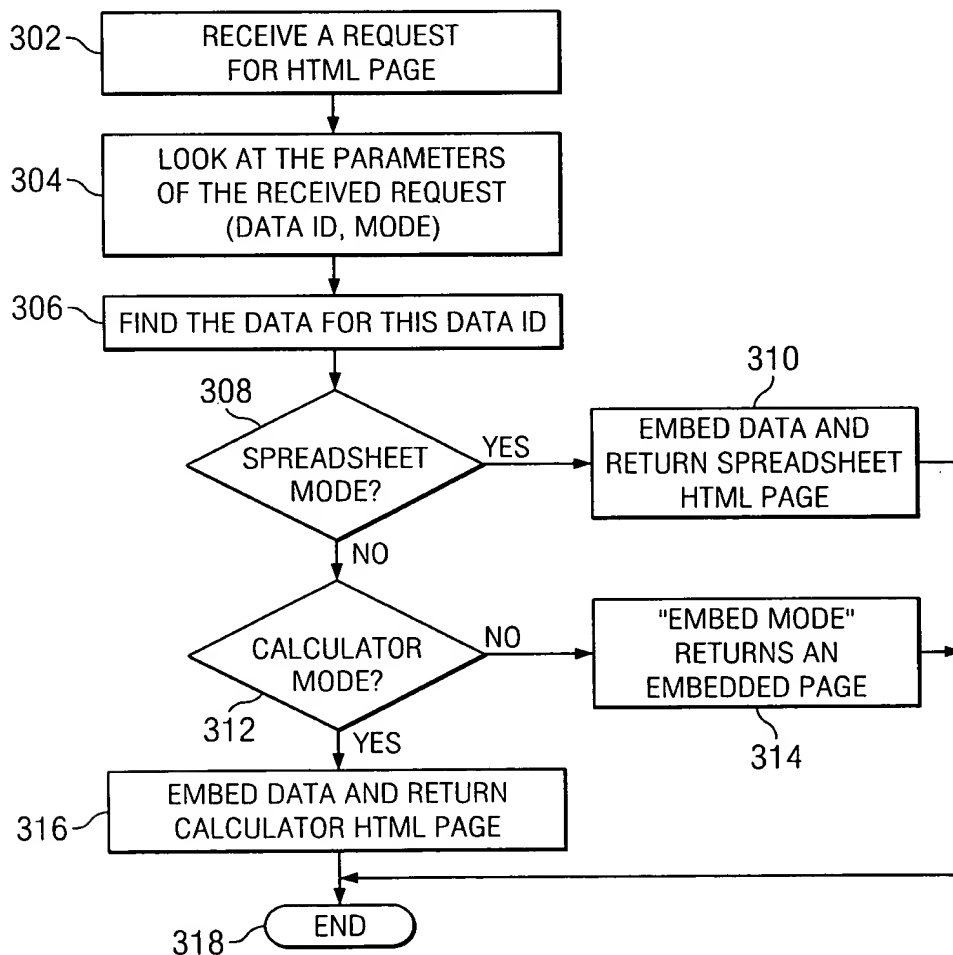 302
RECEIVE A REQUEST
FOR HTML PAGE
304
LOOK AT THE PARAMETERS
OF THE RECEIVED REQUEST
(DATA ID, MODE)
306
FIND THE DATA FOR THIS DATA ID
308
SPREADSHEET
MODE?
YES
310
EMBED DATA AND
RETURN SPREADSHEET
HTML PAGE
NO
CALCULATOR
MODE?
312
NO
"EMBED MODE"
RETURNS AN
EMBEDDED PAGE
314
YES
316
EMBED DATA AND RETURN
CALCULATOR HTML PAGE
318
END